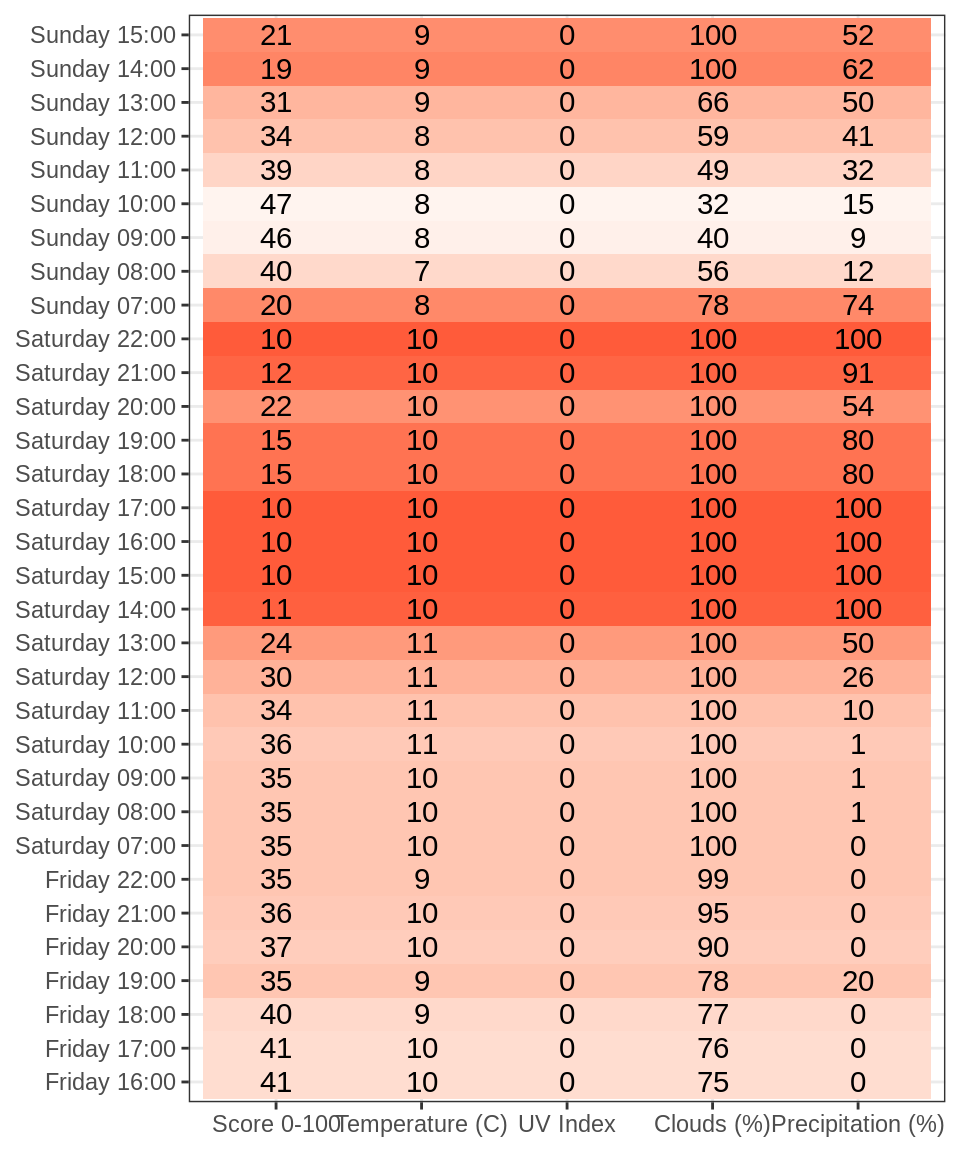 Sunday 15:00 21 9 0 100 52
Sunday 14:00 19 9 0 100 62
Sunday 13:00 31 9 0 66 50
Sunday 12:00 34 8 0 59 41
Sunday 11:00 39 8 0 49 32
Sunday 10:00 47 8 0 32 15
Sunday 09:00 46 8 0 40 9
Sunday 08:00 40 7 0 56 12
Sunday 07:00 20 8 0 78 74
Saturday 22:00 10 10 0 100 100
Saturday 21:00 12 10 0 100 91
Saturday 20:00 22 10 0 100 54
Saturday 19:00 15 10 0 100 80
Saturday 18:00 15 10 0 100 80
Saturday 17:00 10 10 0 100 100
Saturday 16:00 10 10 0 100 100
Saturday 15:00 10 10 0 100 100
Saturday 14:00 11 10 0 100 100
Saturday 13:00 24 11 0 100 50
Saturday 12:00 30 11 0 100 26
Saturday 11:00 34 11 0 100 10
Saturday 10:00 36 11 0 100 1
Saturday 09:00 35 10 0 100 1
Saturday 08:00 35 10 0 100 1
Saturday 07:00 35 10 0 100 0
Friday 22:00 35 9 0 99 0
Friday 21:00 36 10 0 95 0
Friday 20:00 37 10 0 90 0
Friday 19:00 35 9 0 78 20
Friday 18:00 40 9 0 77 0
Friday 17:00 41 10 0 76 0
Friday 16:00 41 10 0 75 0
Score 0-100 Temperature (C) UV Index Clouds (%) Precipitation (%)